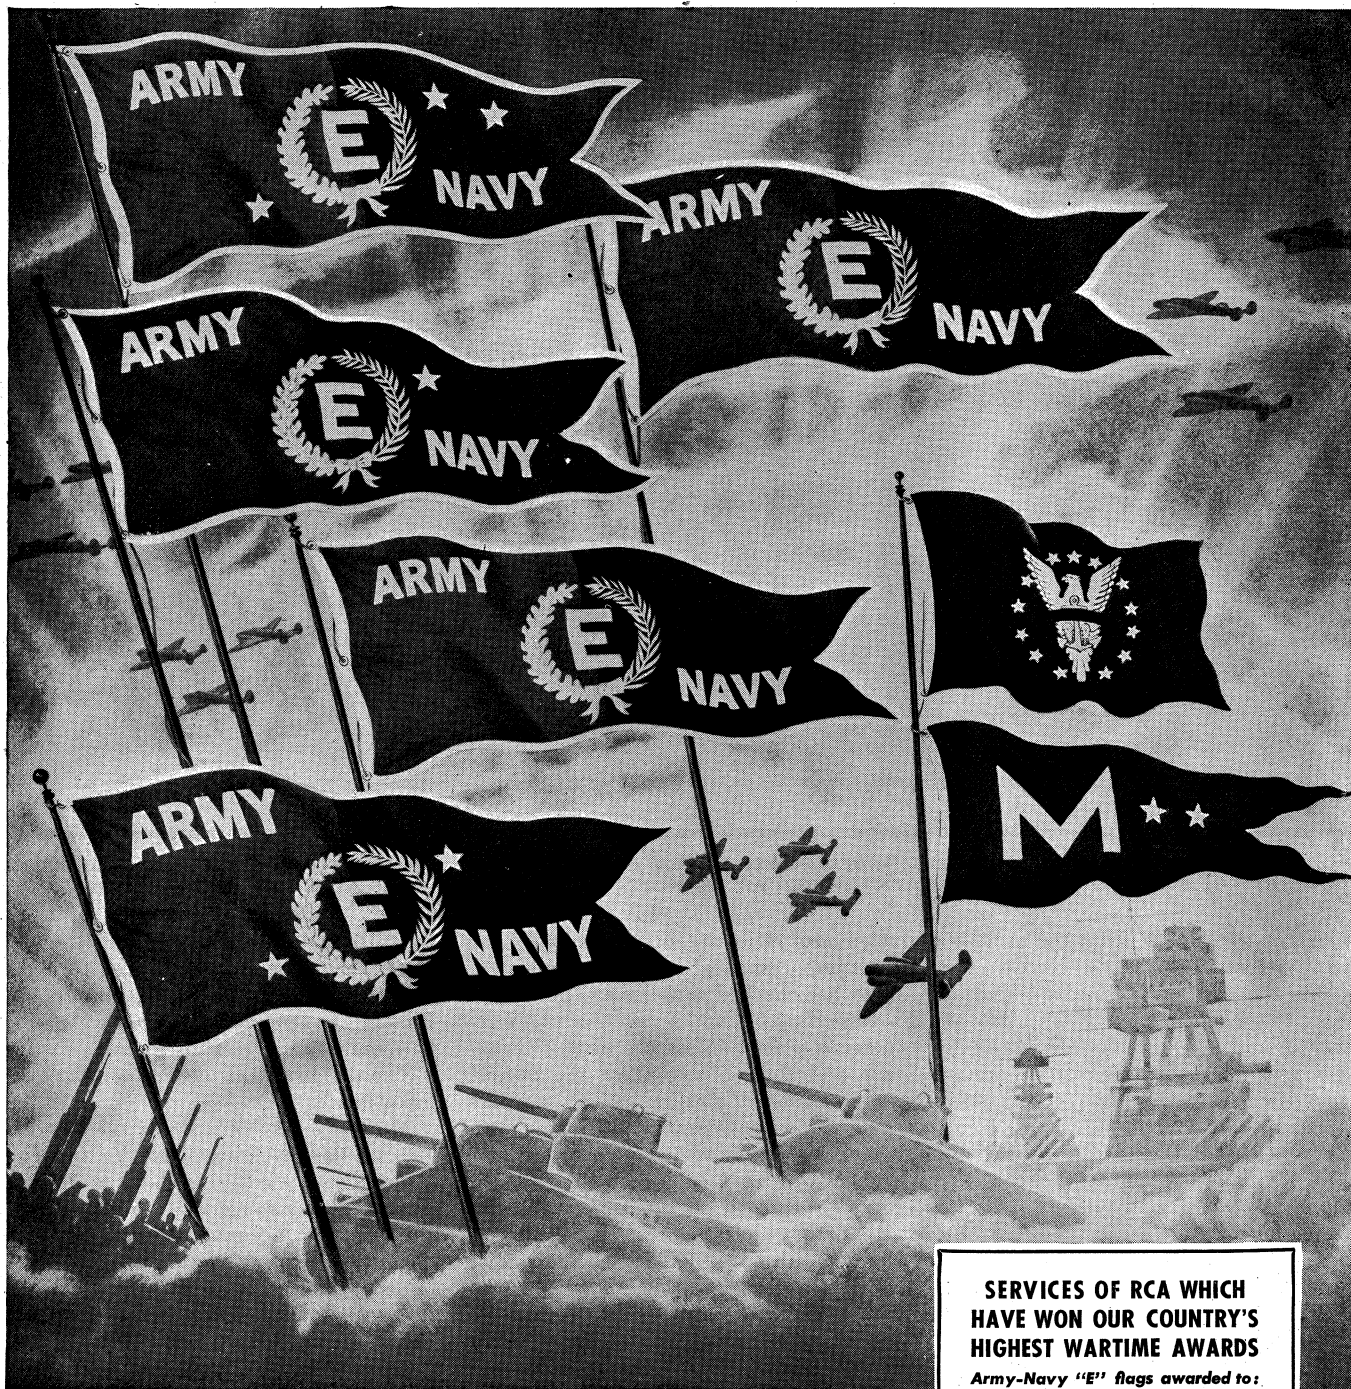 ARMY
E
NAVY
ARMY
E
NAVY
ARMY
E
NAVY
ARMY
E
NAVY
M
ARMY
E
NAVY
SERVICES OF RCA WHICH
HAVE WON OUR COUNTRY'S
HIGHEST WARTIME AWARDS
Army-Navy "E" flags awarded to: